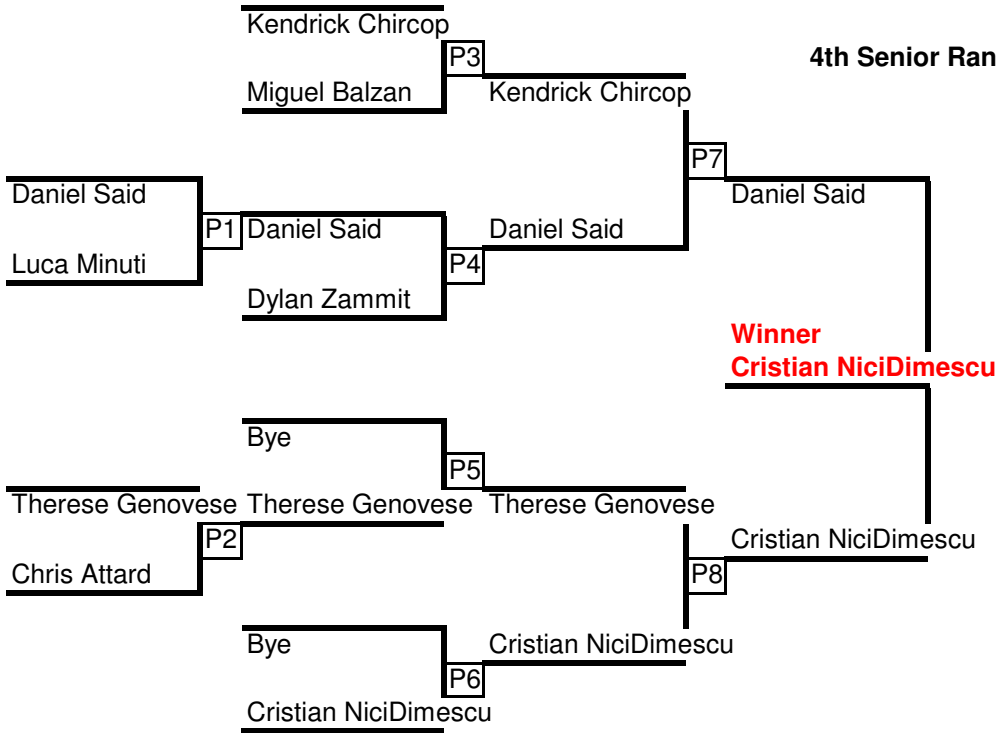 Kendrick Chircop
P3
4th Senior Ran
Miguel Balzan
Kendrick Chircop
P7
Daniel Said
Daniel Said
P1
Daniel Said
Daniel Said
Luca Minuti
P4
Dylan Zammit
Winner
Cristian NiciDimescu
Bye
P5
Therese Genovese
Therese Genovese
Therese Genovese
P2
Cristian NiciDimescu
Chris Attard
P8
Bye
Cristian NiciDimescu
P6
Cristian NiciDimescu